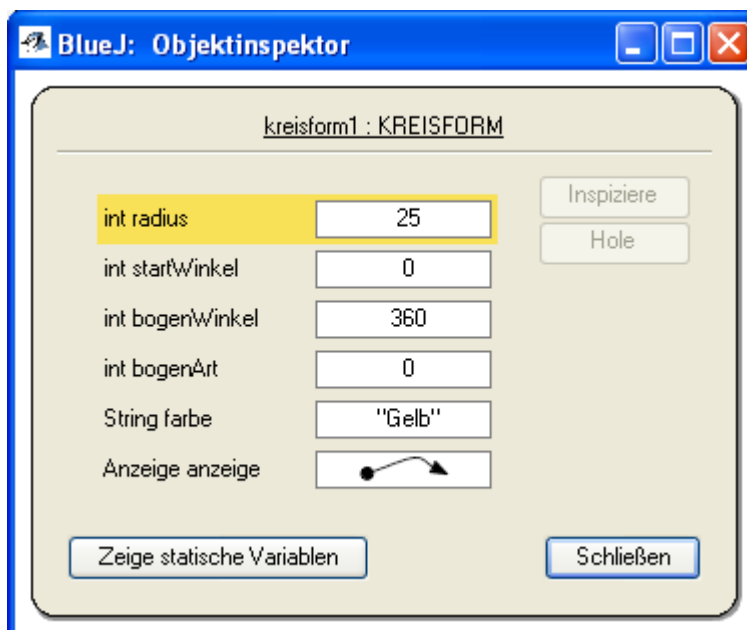 BlueJ: Objektinspektor
kreisform1 : KREISFORM
int radius 25
Inspiziere
Hole
int startWinkel 0
int bogenWinkel 360
int bogenArt 0
String farbe "Gelb"
Anzeige anzeige
Zeige statische Variablen
Schließen